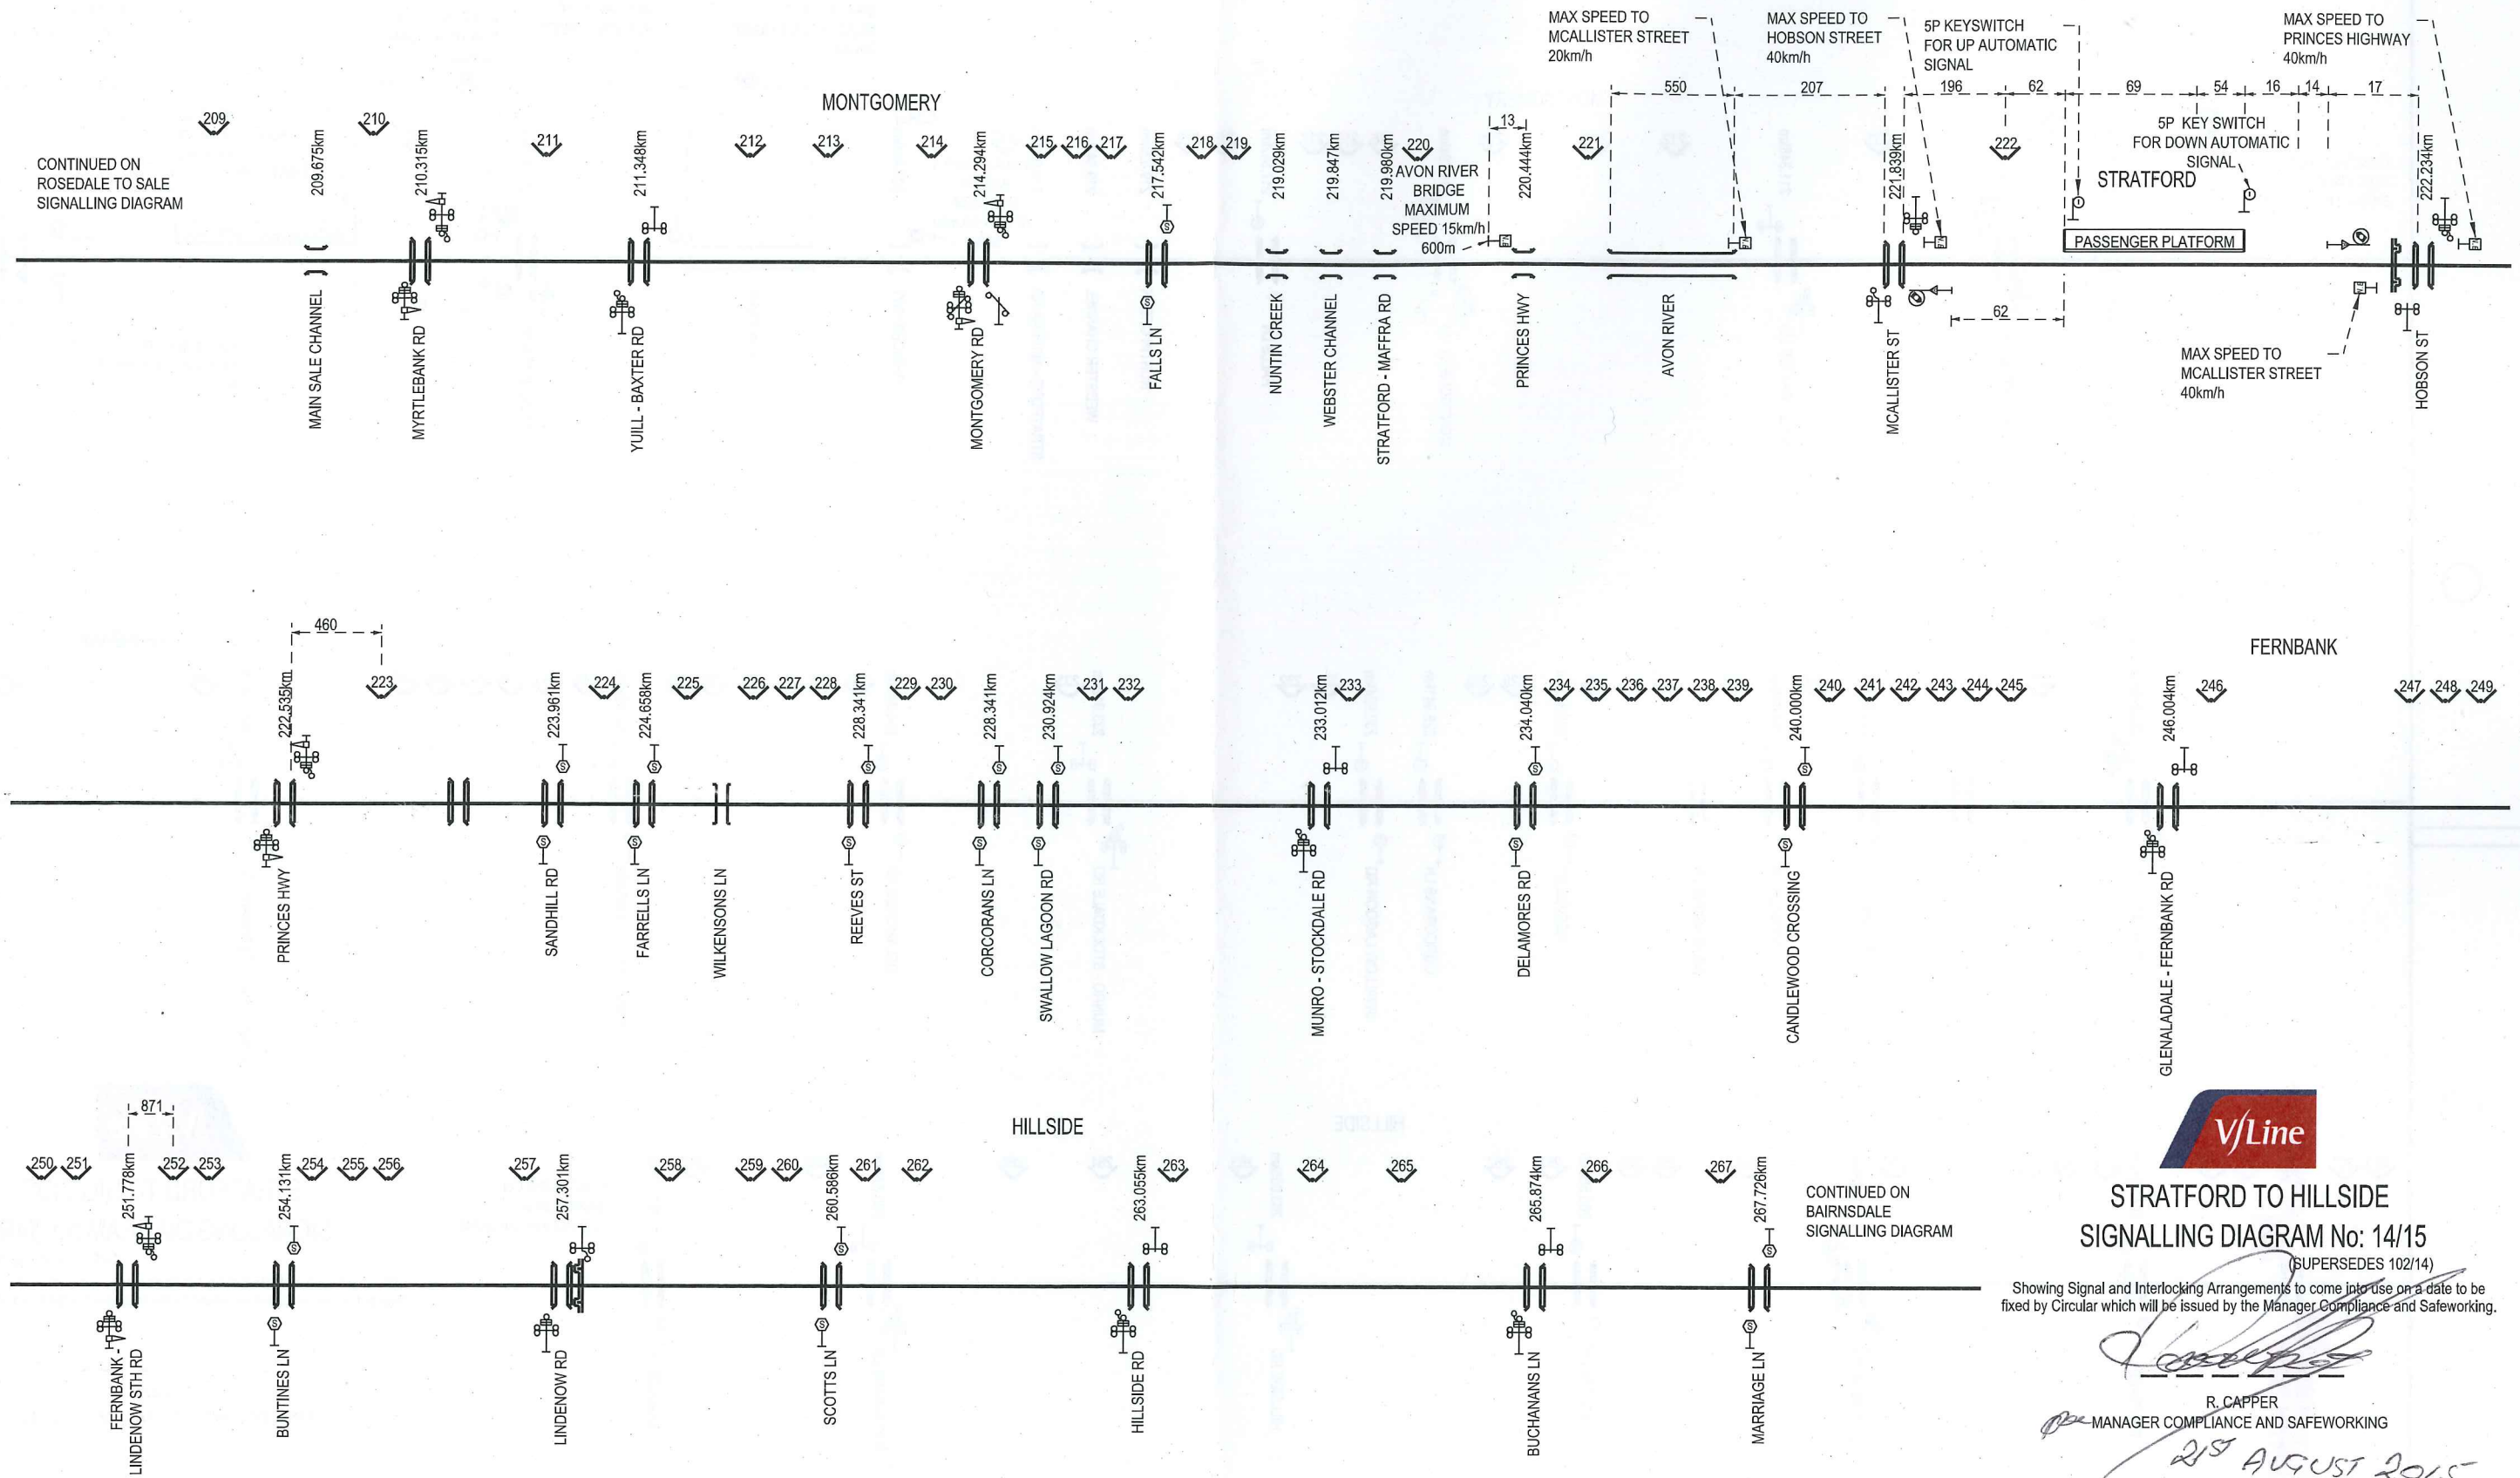 MAX SPEED TO
MCALLISTER STREET
20km/h
MAX SPEED TO
HOBSON STREET
40km/h
5P KEYSWITCH
FOR UP AUTOMATIC
SIGNAL
MAX SPEED TO
PRINCES HIGHWAY
40km/h
550
207
196
62
69
54
16
14
17
MONTGOMERY
209
210
211
212
213
214
215
216
217
218
219
220
221
222
13
5P KEY SWITCH
FOR DOWN AUTOMATIC
SIGNAL
STRATFORD
CONTINUED ON
ROSEDALE TO SALE
SIGNALLING DIAGRAM
209.675km
210.315km
211.348km
214.294km
217.542km
219.029km
219.847km
219.980km
220.444km
221.839km
222.234km
AVON RIVER
BRIDGE
MAXIMUM
SPEED 15km/h
600m
PASSENGER PLATFORM
62
MAX SPEED TO
MCALLISTER STREET
40km/h
MAIN SALE CHANNEL
MYRTLEBANK RD
YUILL - BAXTER RD
MONTGOMERY RD
FALLS LN
S
S
NUNTIN CREEK
WEBSTER CHANNEL
STRATFORD - MAFFRA RD
PRINCES HWY
AVON RIVER
MCALLISTER ST
HOBSON ST
460
FERNBANK
222.535km
223
223.961km
224
224.658km
225
226
227
228
228.341km
229
230
228.341km
230.924km
231
232
233.012km
233
234.040km
234
235
236
237
238
239
240.000km
240
241
242
243
244
245
246.004km
246
247
248
249
S
S
S
S
S
S
S
S
S
S
S
S
S
S
PRINCES HWY
SANDHILL RD
FARRELLS LN
WILKENSONS LN
REEVES ST
CORCORANS LN
SWALLOW LAGOON RD
MUNRO - STOCKDALE RD
DELAMORES RD
CANDLEWOOD CROSSING
GLENALADALE - FERNBANK RD
871
HILLSIDE
250
251
251.778km
252
253
254.131km
254
255
256
257
257.301km
258
259
260
260.586km
261
262
263.055km
263
264
265
265.874km
266
267
267.726km
CONTINUED ON
BAIRNSDALE
SIGNALLING DIAGRAM
S
S
S
S
S
S
FERNBANK -
LINDENOW STH RD
BUNTINES LN
LINDENOW RD
SCOTTS LN
HILLSIDE RD
BUCHANANS LN
MARRIAGE LN
V/Line
STRATFORD TO HILLSIDE
SIGNALLING DIAGRAM No: 14/15
(SUPERSEDES 102/14)
Showing Signal and Interlocking Arrangements to come into use on a date to be
fixed by Circular which will be issued by the Manager Compliance and Safeworking.
R. CAPPER
MANAGER COMPLIANCE AND SAFEWORKING
21ST AUGUST 2015